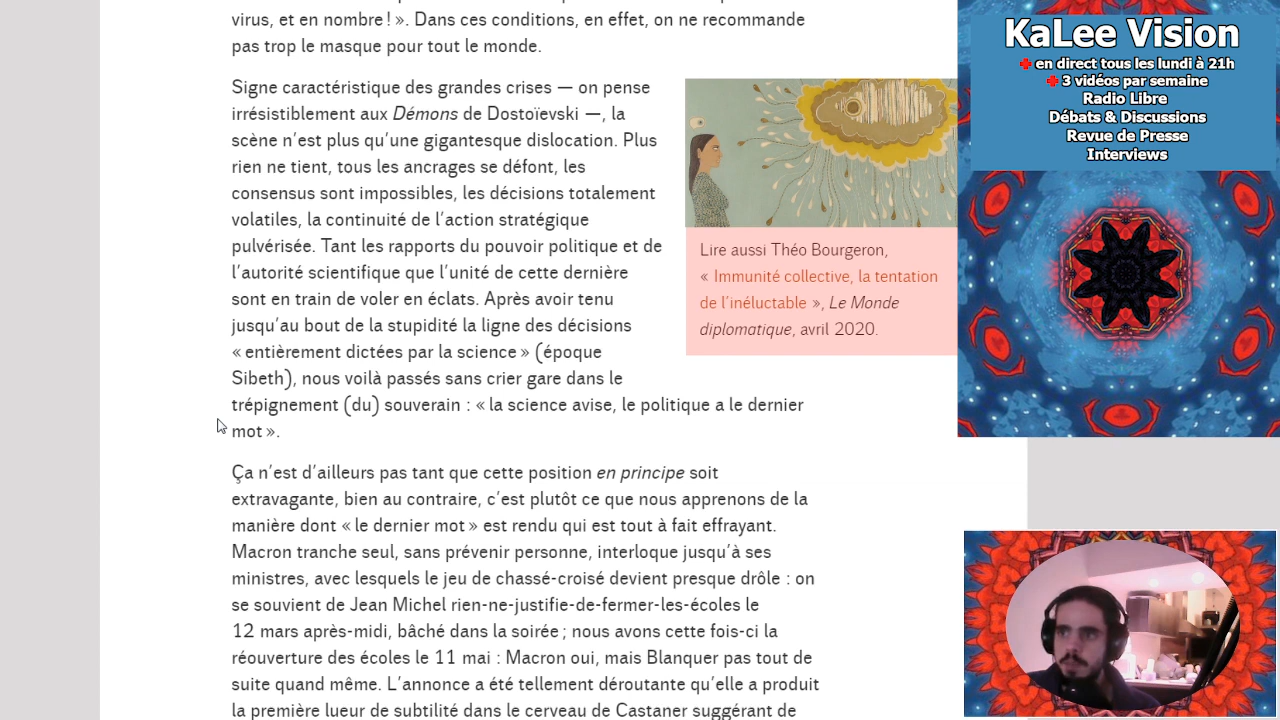 virus, et en nombre ! ». Dans ces conditions, en effet, on ne recommande
pas trop le masque pour tout le monde.
Signe caractéristique des grandes crises — on pense
irrésistiblement aux Démons de Dostoïevski —, la
scène n'est plus qu'une gigantesque dislocation. Plus
rien ne tient, tous les ancrages se défont, les
consensus sont impossibles, les décisions totalement
volatiles, la continuité de l'action stratégique
pulvérisée. Tant les rapports du pouvoir politique et de
l'autorité scientifique que l'unité de cette dernière
sont en train de voler en éclats. Après avoir tenu
jusqu'au bout de la stupidité la ligne des décisions
« entièrement dictées par la science » (époque
Sibeth), nous voilà passés sans crier gare dans le
trépignement (du) souverain : « la science avise, le politique a le dernier
mot ».
Lire aussi Théo Bourgeron,
« Immunité collective, la tentation
de l'inéluctable », Le Monde
diplomatique, avril 2020.
Ça n'est d'ailleurs pas tant que cette position en principe soit
extravagante, bien au contraire, c'est plutôt ce que nous apprenons de la
manière dont « le dernier mot » est rendu qui est tout à fait effrayant.
Macron tranche seul, sans prévenir personne, interloque jusqu'à ses
ministres, avec lesquels le jeu de chassé-croisé devient presque drôle : on
se souvient de Jean Michel rien-ne-justifie-de-fermer-les-écoles le
12 mars après-midi, bâché dans la soirée ; nous avons cette fois-ci la
réouverture des écoles le 11 mai : Macron oui, mais Blanquer pas tout de
suite quand même. L'annonce a été tellement déroutante qu'elle a produit
la première lueur de subtilité dans le cerveau de Castaner suggérant de
KaLee Vision
en direct tous les lundi à 21h
3 vidéos par semaine
Radio Libre
Débats & Discussions
Revue de Presse
Interviews